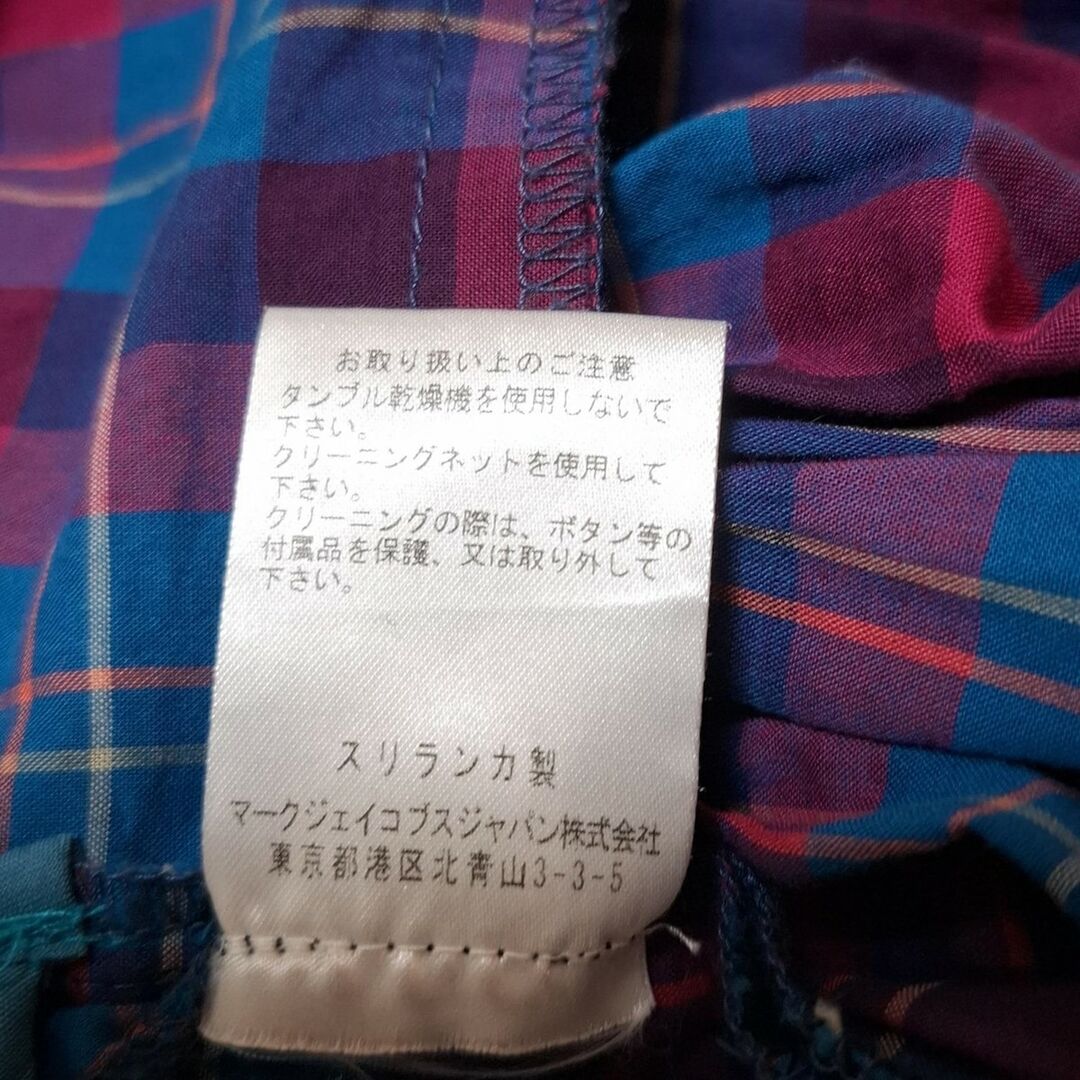 お取り扱い上のご注意
タンブル乾燥機を使用しないで
下さい。
クリーニングネットを使用して
下さい。
クリーニングの際は、ボタン等の
付属品を保護、又は取り外して
下さい。
スリランカ製
マークジェイコブスジャパン株式会社
東京都港区北青山3-3-5